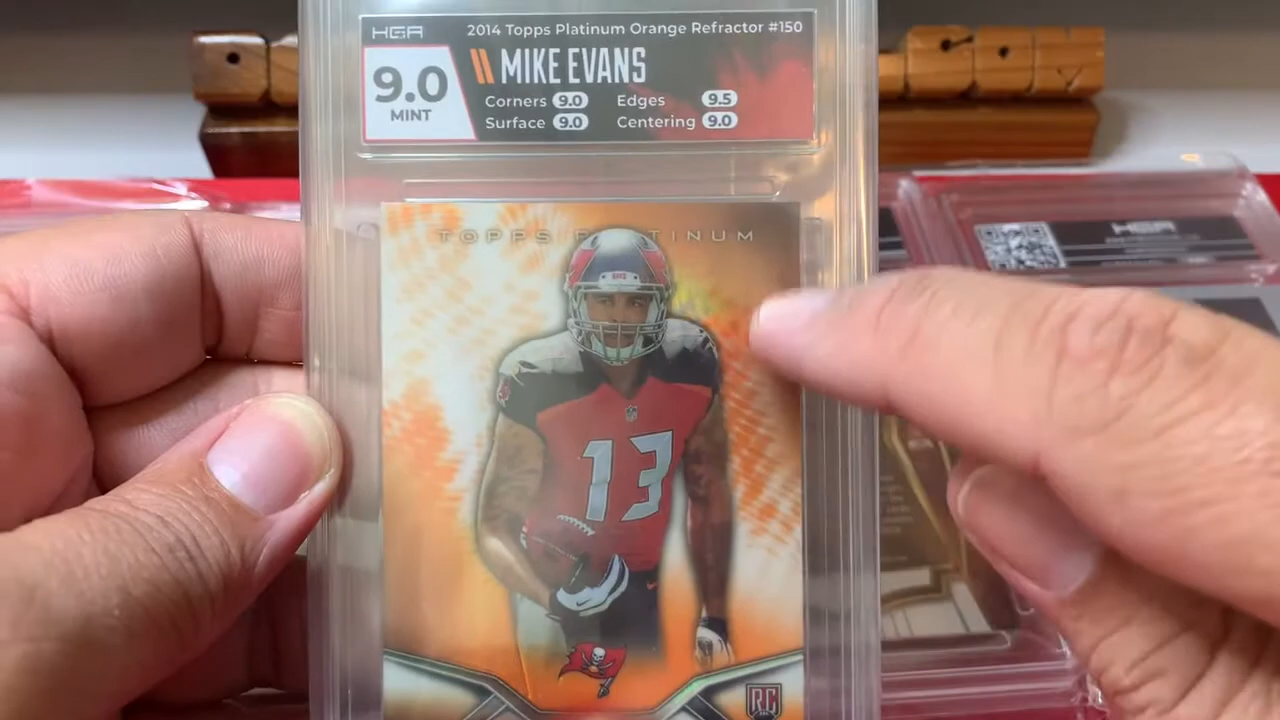 HGA
2014 Topps Platinum Orange Refractor #150
9.0
MINT
MIKE EVANS
Corners 9.0 Edges 9.5
Surface 9.0 Centering 9.0
TOPPS PLATINUM
HGA
13
RC